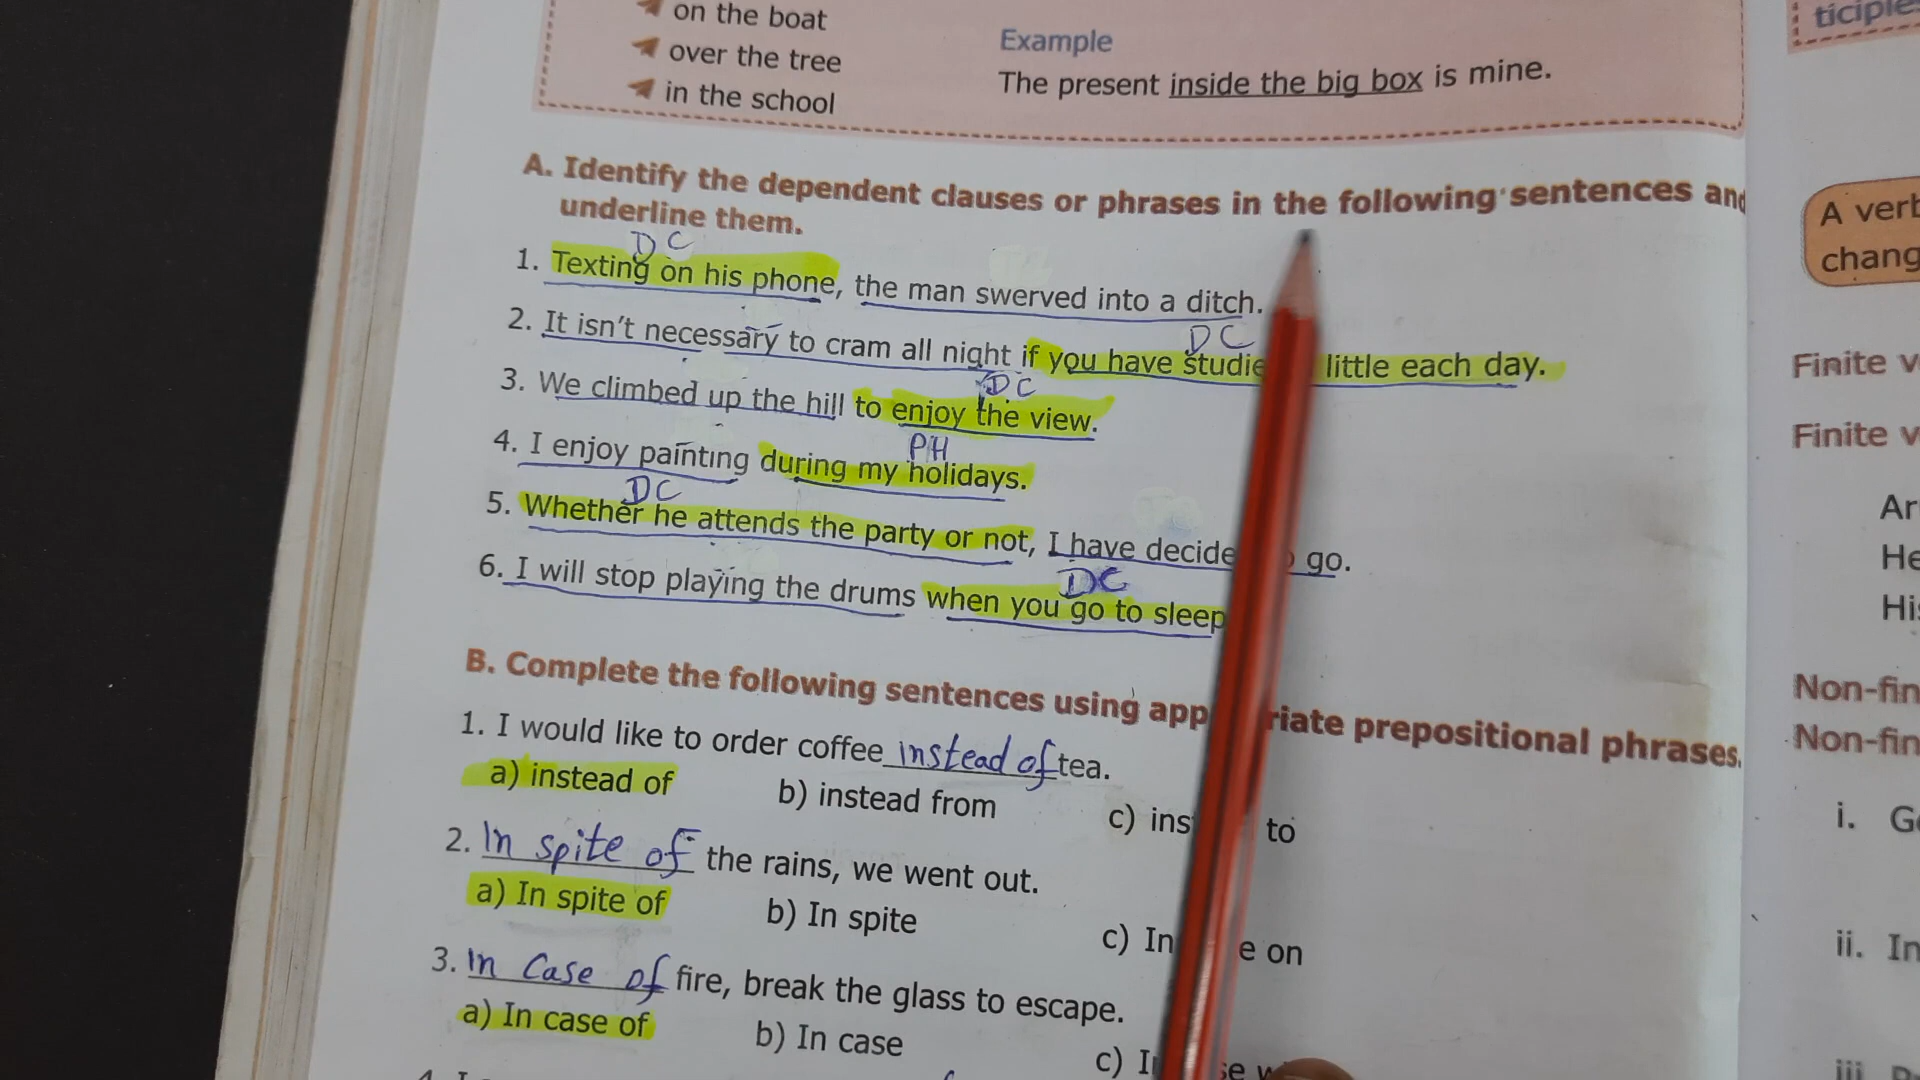 on the boat
over the tree
in the school
Example
The present inside the big box is mine.
A. Identify the dependent clauses or phrases in the following sentences and
underline them.
DC
1. Texting on his phone, the man swerved into a ditch.
DC
2. It isn't necessary to cram all night if you have studie little each day.
D.C
3. We climbed up the hill to enjoy the view.
PH
4. I enjoy painting during my holidays.
DC
5. Whether he attends the party or not, I have decide go.
DC
6. I will stop playing the drums when you go to sleep
B. Complete the following sentences using app riate prepositional phrases.
1. I would like to order coffee instead of tea.
a) instead of b) instead from c) ins to
2. In spite of the rains, we went out.
a) In spite of b) In spite c) In e on
3. In Case of fire, break the glass to escape.
a) In case of b) In case c) I se w
ticiple
A verb
chang
Finite v
Finite v
Ar
He
His
Non-fin
Non-fin
i. G
ii. In
iii